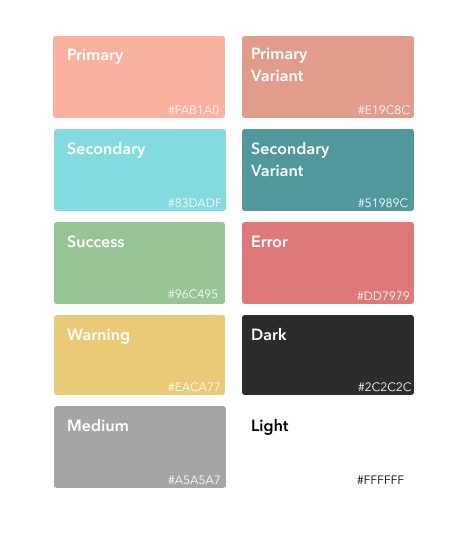 Primary
#FAB1A0
Primary
Variant
#E19C8C
Secondary
#83DADF
Secondary
Variant
#51989C
Success
#96C495
Error
#DD7979
Warning
#EACA77
Dark
#2C2C2C
Medium
#A5A5A7
Light
#FFFFFF